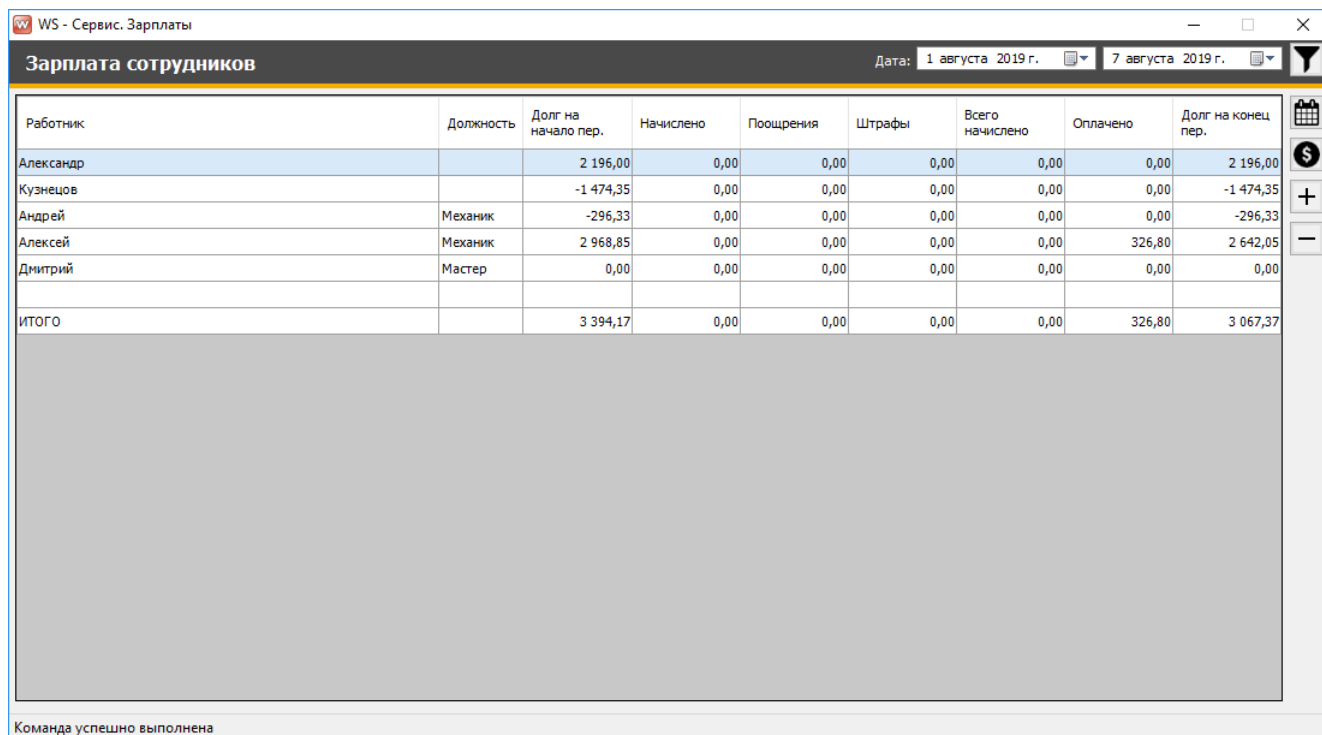 WS - Сервис. Зарплаты
Зарплата сотрудников Дата: 1 августа 2019 г. 7 августа 2019 г.
Работник Должность Долг на начало пер. Начислено Поощрения Штрафы Всего начислено Оплачено Долг на конец пер.
Александр 2 196,00 0,00 0,00 0,00 0,00 0,00 2 196,00
Кузнецов -1 474,35 0,00 0,00 0,00 0,00 0,00 -1 474,35
Андрей Механик -296,33 0,00 0,00 0,00 0,00 0,00 -296,33
Алексей Механик 2 968,85 0,00 0,00 0,00 0,00 326,80 2 642,05
Дмитрий Мастер 0,00 0,00 0,00 0,00 0,00 0,00 0,00
ИТОГО 3 394,17 0,00 0,00 0,00 0,00 326,80 3 067,37
Команда успешно выполнена